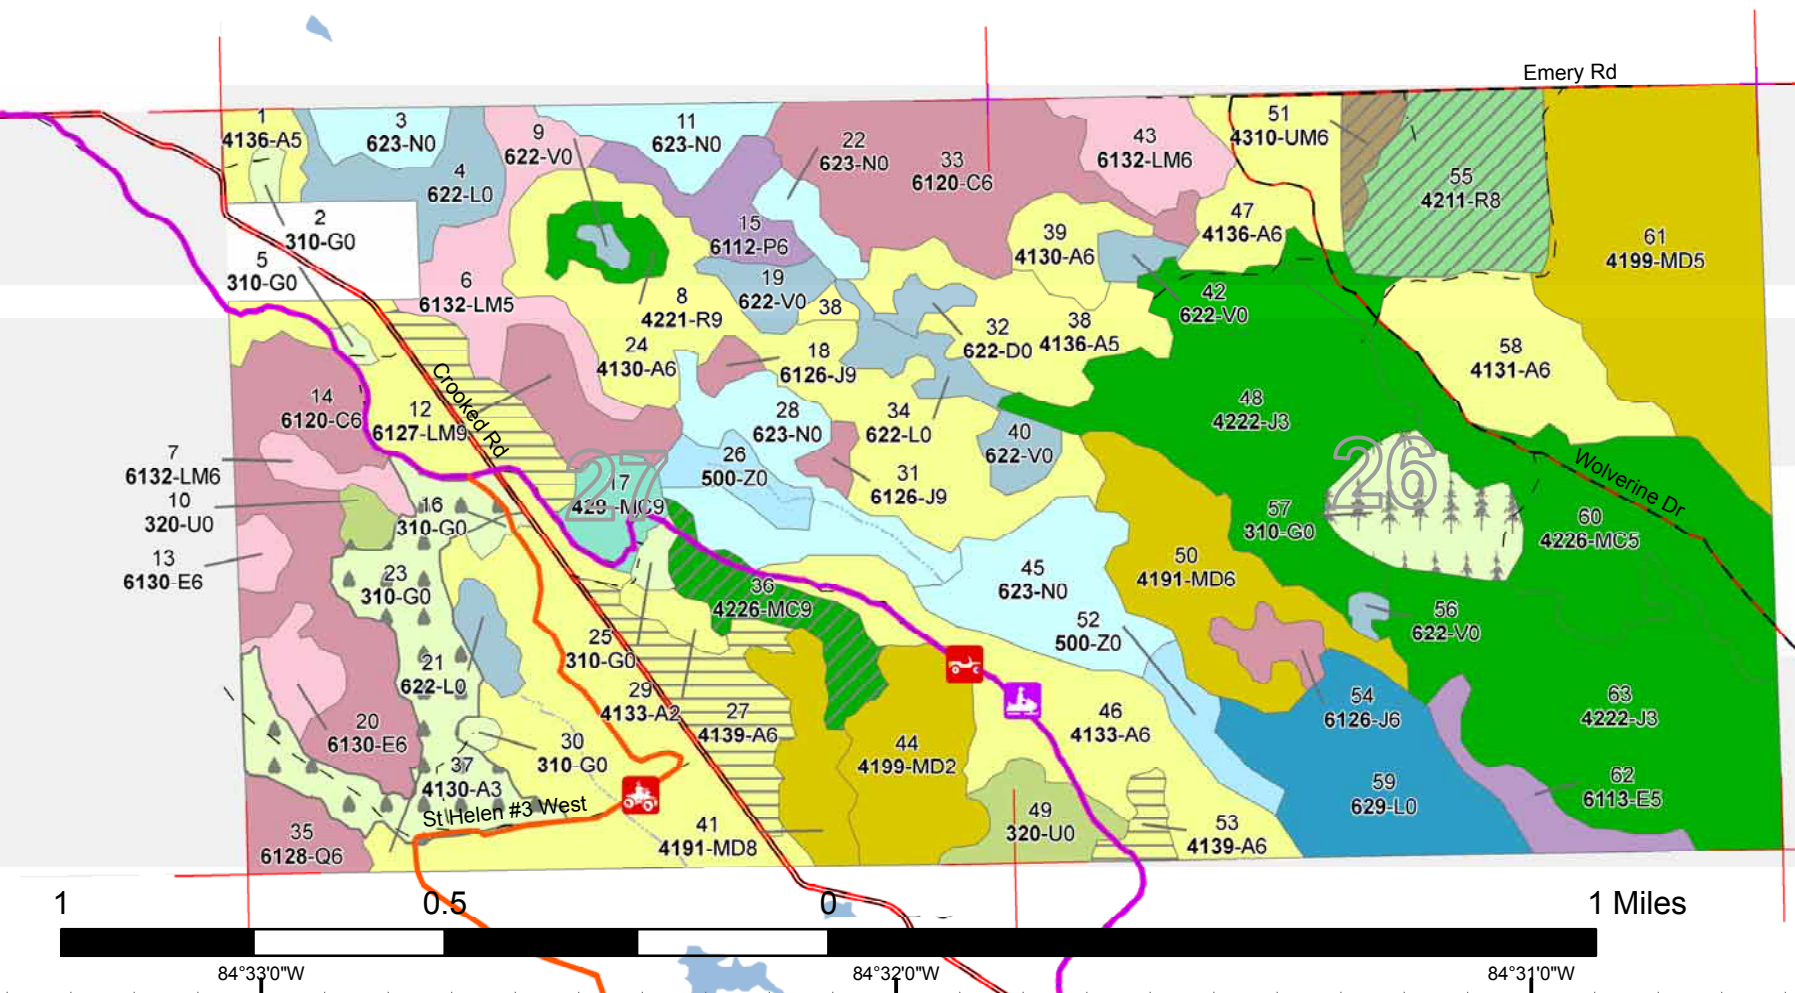 Emery Rd
1
4136-A5
3
623-N0
9
622-V0
11
623-N0
22
623-N0
33
6120-C6
43
6132-LM6
51
4310-UM6
55
4211-R8
4
622-L0
2
310-G0
5
310-G0
15
6112-P6
39
4130-A6
47
4136-A6
61
4199-MD5
6
6132-LM5
8
4221-R9
19
622-V0
38
42
622-V0
32
622-D0
38
4136-A5
24
4130-A6
18
6126-J9
58
4131-A6
Crooked Rd
14
6120-C6
12
6127-LM9
28
623-N0
34
622-L0
48
4222-J3
7
6132-LM6
26
500-Z0
40
622-V0
31
6126-J9
27
26
Wolverine Dr
10
320-U0
16
310-G0
17
429-MC9
57
310-G0
60
4226-MC5
13
6130-E6
23
310-G0
36
4226-MC9
45
623-N0
50
4191-MD6
52
500-Z0
56
622-V0
25
310-G0
21
622-L0
29
4133-A2
27
4139-A6
46
4133-A6
54
6126-J6
63
4222-J3
20
6130-E6
30
310-G0
44
4199-MD2
37
4130-A3
59
629-L0
62
6113-E5
St Helen #3 West
35
6128-Q6
41
4191-MD8
49
320-U0
53
4139-A6
1 0.5 0 1 Miles
84°33'0"W 84°32'0"W 84°31'0"W